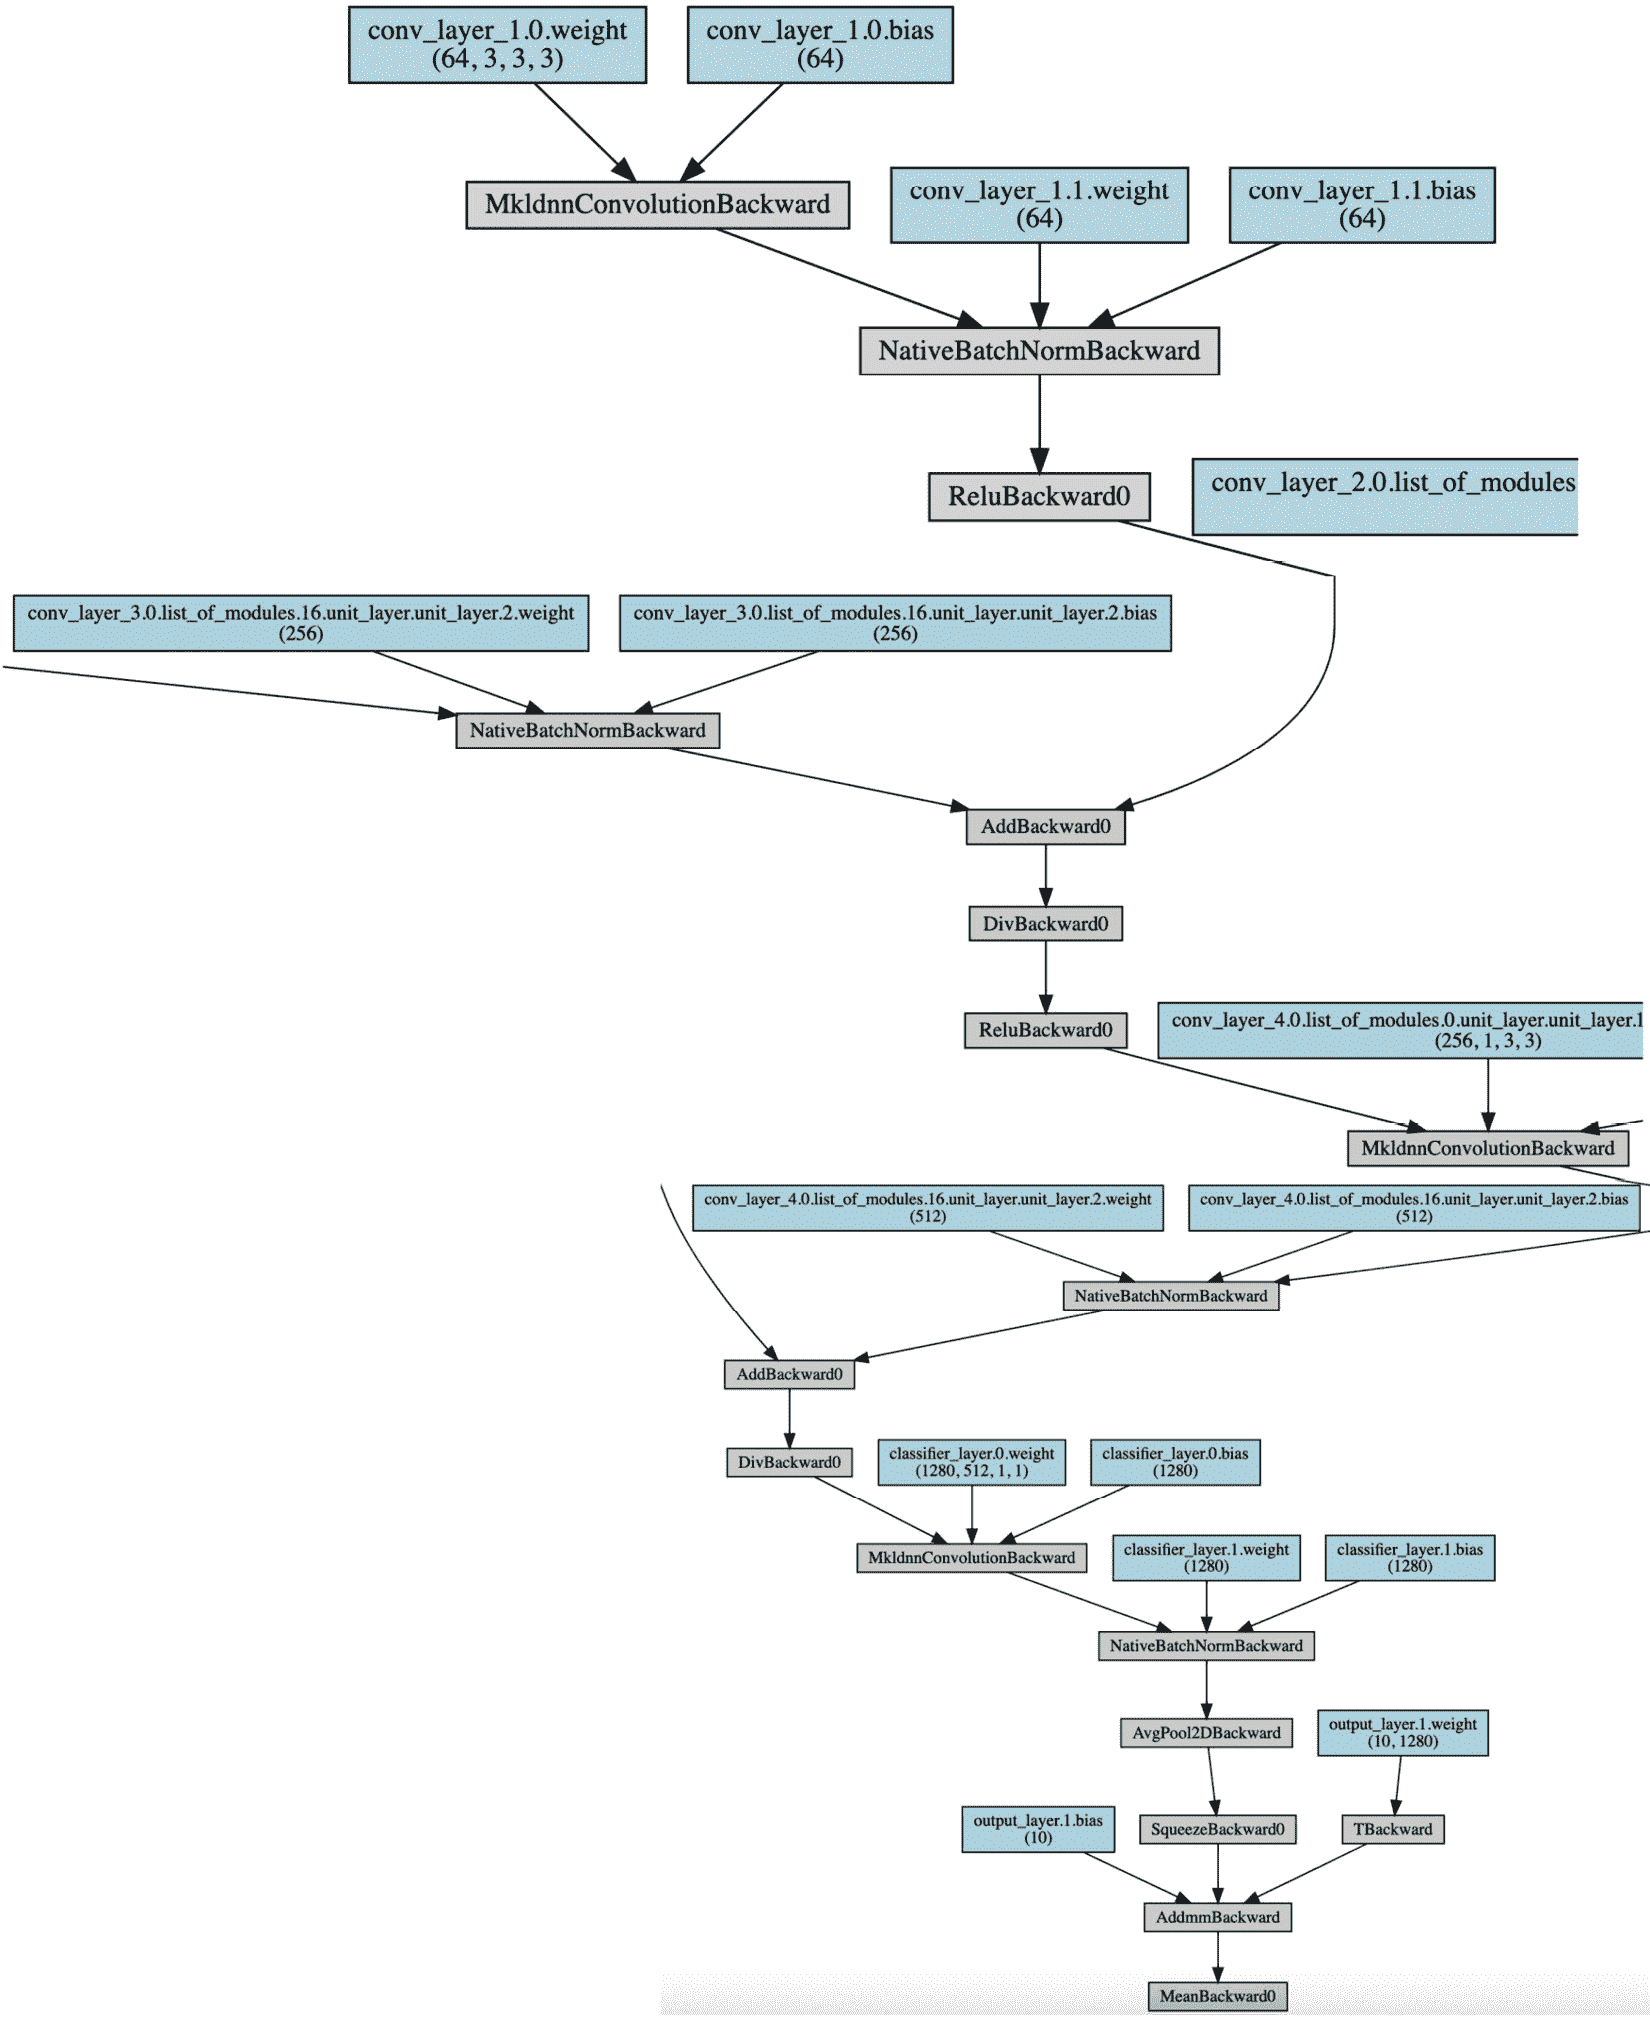 conv_layer_1.0.weight
(64, 3, 3, 3)
conv_layer_1.0.bias
(64)
MkldnnConvolutionBackward
conv_layer_1.1.weight
(64)
conv_layer_1.1.bias
(64)
NativeBatchNormBackward
ReluBackward0
conv_layer_2.0.list_of_modules
conv_layer_3.0.list_of_modules.16.unit_layer.unit_layer.2.weight
(256)
conv_layer_3.0.list_of_modules.16.unit_layer.unit_layer.2.bias
(256)
NativeBatchNormBackward
AddBackward0
DivBackward0
ReluBackward0
conv_layer_4.0.list_of_modules.0.unit_layer.unit_layer.1
(256, 1, 3, 3)
MkldnnConvolutionBackward
conv_layer_4.0.list_of_modules.16.unit_layer.unit_layer.2.weight
(512)
conv_layer_4.0.list_of_modules.16.unit_layer.unit_layer.2.bias
(512)
NativeBatchNormBackward
AddBackward0
DivBackward0
classifier_layer.0.weight
(1280, 512, 1, 1)
classifier_layer.0.bias
(1280)
MkldnnConvolutionBackward
classifier_layer.1.weight
(1280)
classifier_layer.1.bias
(1280)
NativeBatchNormBackward
AvgPool2DBackward
output_layer.1.weight
(10, 1280)
output_layer.1.bias
(10)
SqueezeBackward0
TBackward
AddmmBackward
MeanBackward0